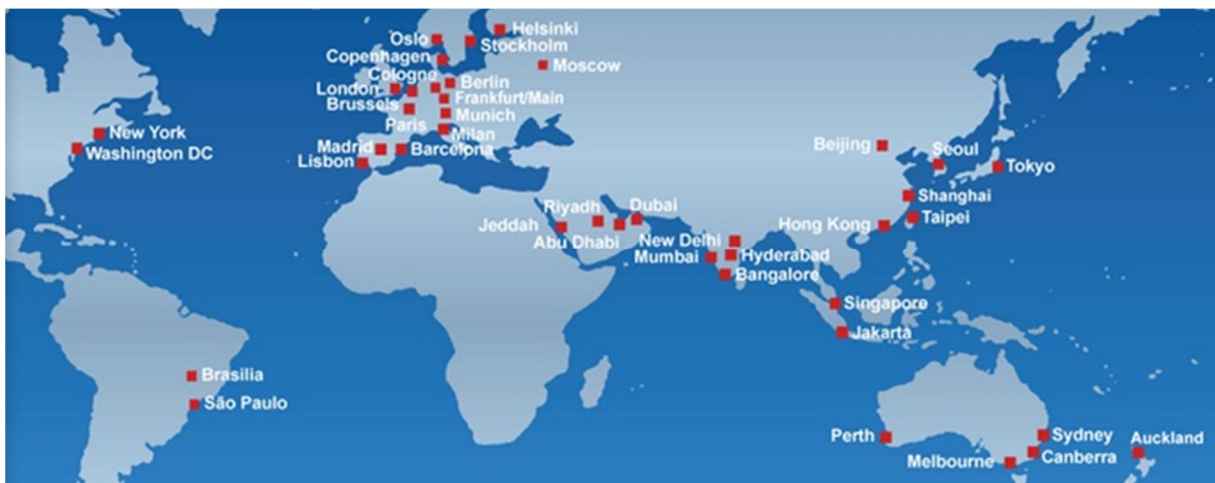 Helsinki
Oslo
Stockholm
Copenhagen
Moscow
Cologne
Berlin
London
Frankfurt/Main
Brussels
Munich
Paris
Milan
New York
Washington DC
Madrid
Barcelona
Lisbon
Beijing
Seoul
Tokyo
Shanghai
Taipei
Hong Kong
Riyadh
Dubai
Jeddah
Abu Dhabi
New Delhi
Mumbai
Hyderabad
Bangalore
Singapore
Jakarta
Brasilia
São Paulo
Perth
Sydney
Auckland
Canberra
Melbourne